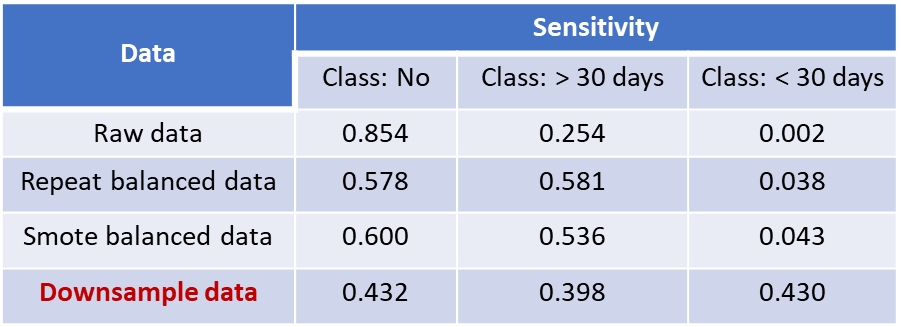 Data Sensitivity
Class: No Class: > 30 days Class: < 30 days
Raw data 0.854 0.254 0.002
Repeat balanced data 0.578 0.581 0.038
Smote balanced data 0.600 0.536 0.043
Downsample data 0.432 0.398 0.430